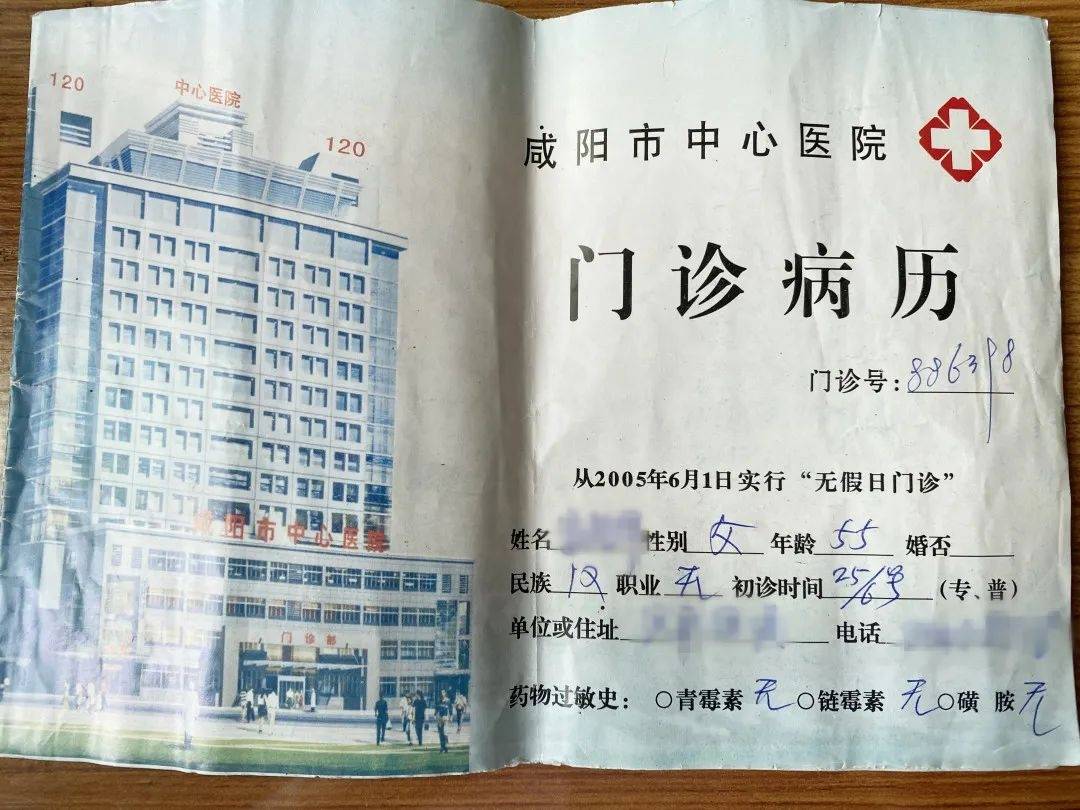 120
中心医院
120
咸阳市中心医院
门诊部
咸阳市中心医院
门诊病历
门诊号：886398
从2005年6月1日实行“无假日门诊”
姓名 性别 女 年龄 55 婚否
民族 汉 职业 无 初诊时间 25/6号 （专、普）
单位或住址 电话
药物过敏史：○青霉素 无 ○链霉素 无 ○磺 胺 无